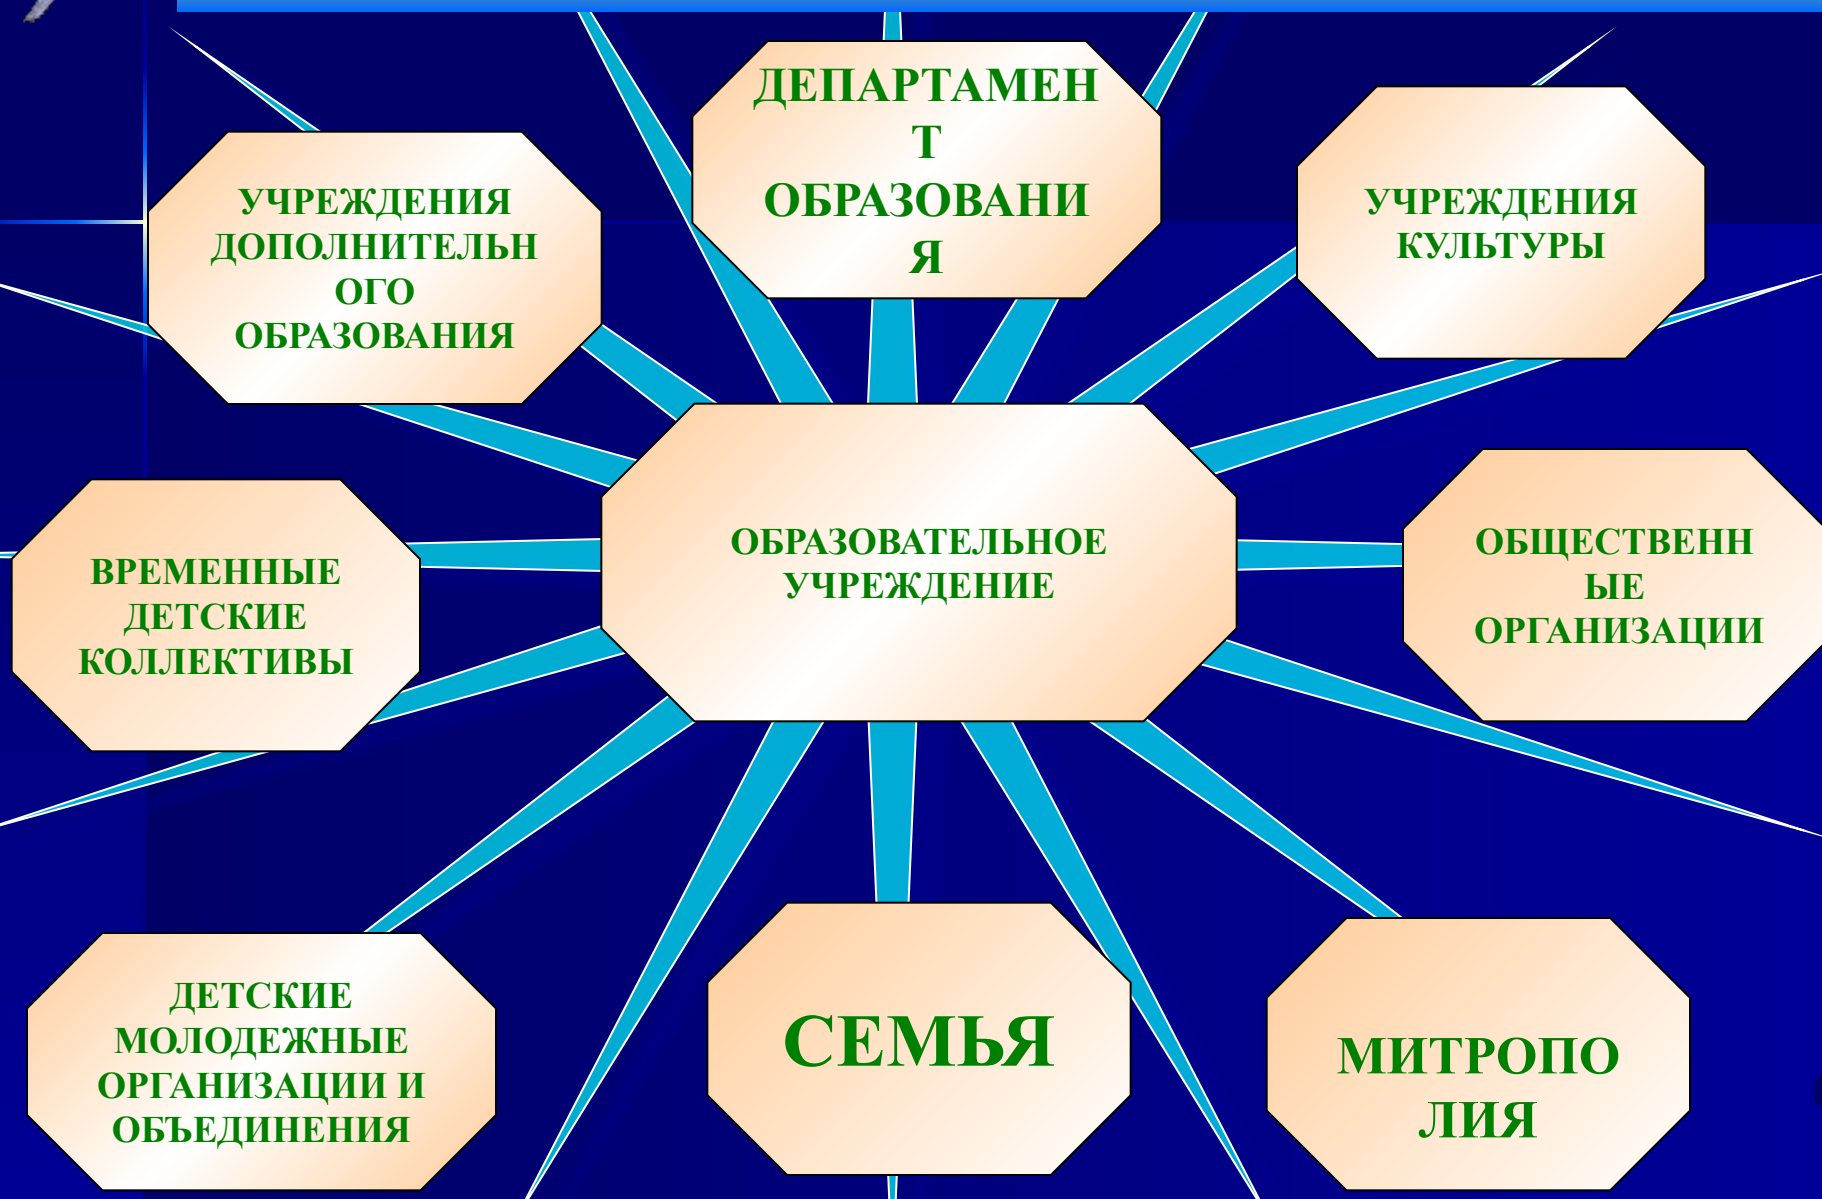 ДЕПАРТАМЕН
Т
ОБРАЗОВАНИ
Я
УЧРЕЖДЕНИЯ
ДОПОЛНИТЕЛЬН
ОГО
ОБРАЗОВАНИЯ
УЧРЕЖДЕНИЯ
КУЛЬТУРЫ
ВРЕМЕННЫЕ
ДЕТСКИЕ
КОЛЛЕКТИВЫ
ОБРАЗОВАТЕЛЬНОЕ
УЧРЕЖДЕНИЕ
ОБЩЕСТВЕНН
ЫЕ
ОРГАНИЗАЦИИ
ДЕТСКИЕ
МОЛОДЕЖНЫЕ
ОРГАНИЗАЦИИ И
ОБЪЕДИНЕНИЯ
СЕМЬЯ
МИТРОПО
ЛИЯ